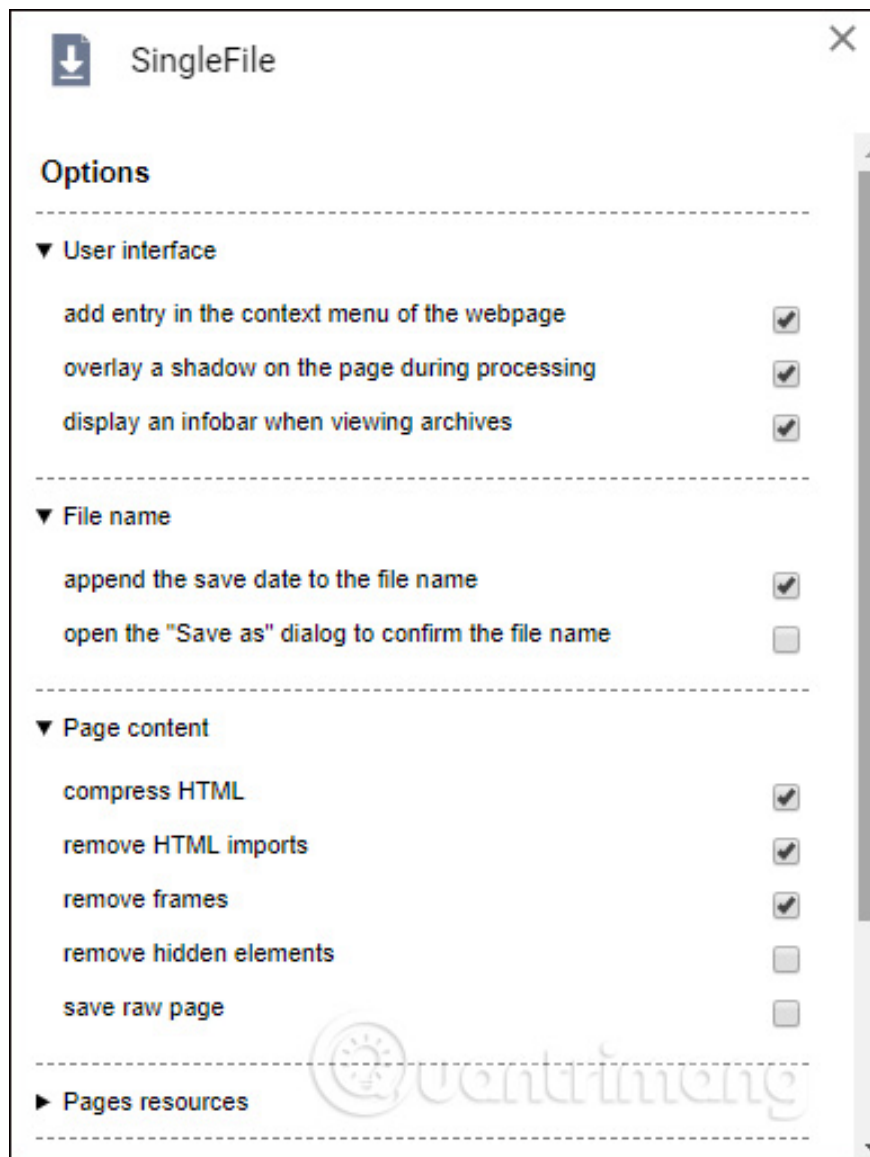 SingleFile
Options
User interface
add entry in the context menu of the webpage
overlay a shadow on the page during processing
display an infobar when viewing archives
File name
append the save date to the file name
open the "Save as" dialog to confirm the file name
Page content
compress HTML
remove HTML imports
remove frames
remove hidden elements
save raw page
Quantrimang
Pages resources